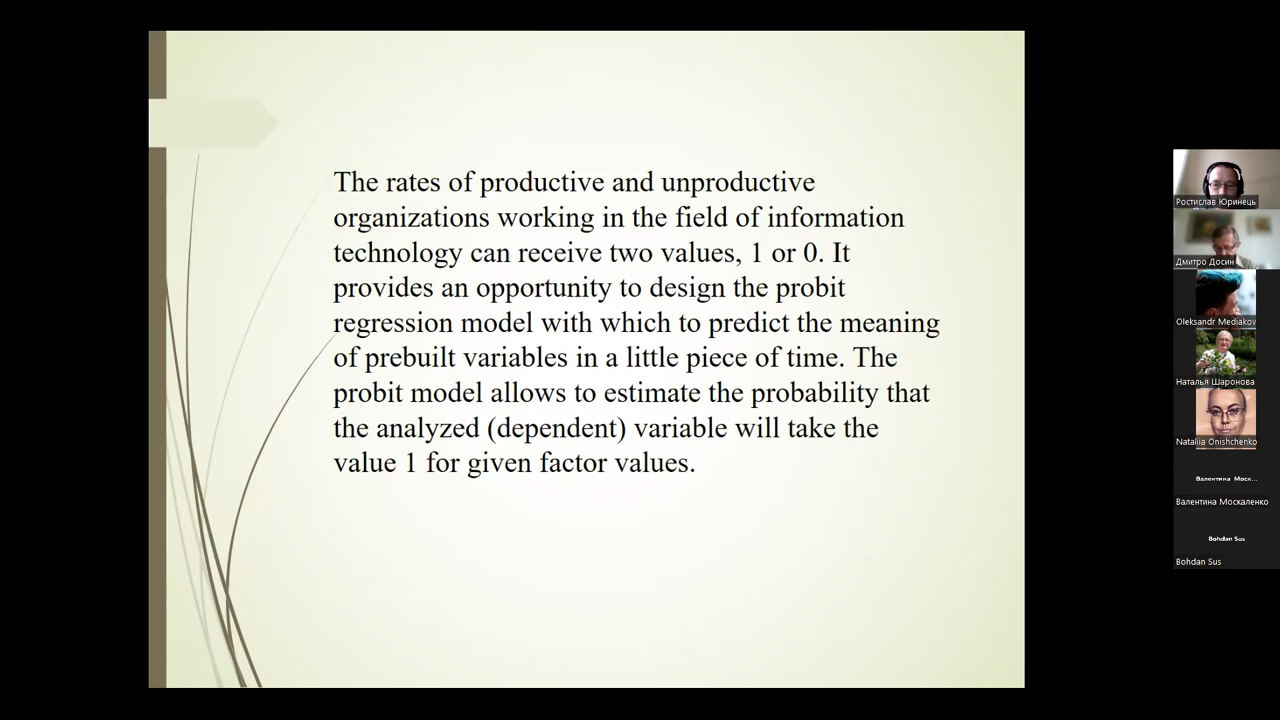 The rates of productive and unproductive
organizations working in the field of information
technology can receive two values, 1 or 0. It
provides an opportunity to design the probit
regression model with which to predict the meaning
of prebuilt variables in a little piece of time. The
probit model allows to estimate the probability that
the analyzed (dependent) variable will take the
value 1 for given factor values.
Ростислав Юринець
Дмитро Досин
Oleksandr Mediakov
Наталья Шаронова
Nataliia Onishchenko
Валентина Моск...
Валентина Москаленко
Bohdan Sus
Bohdan Sus